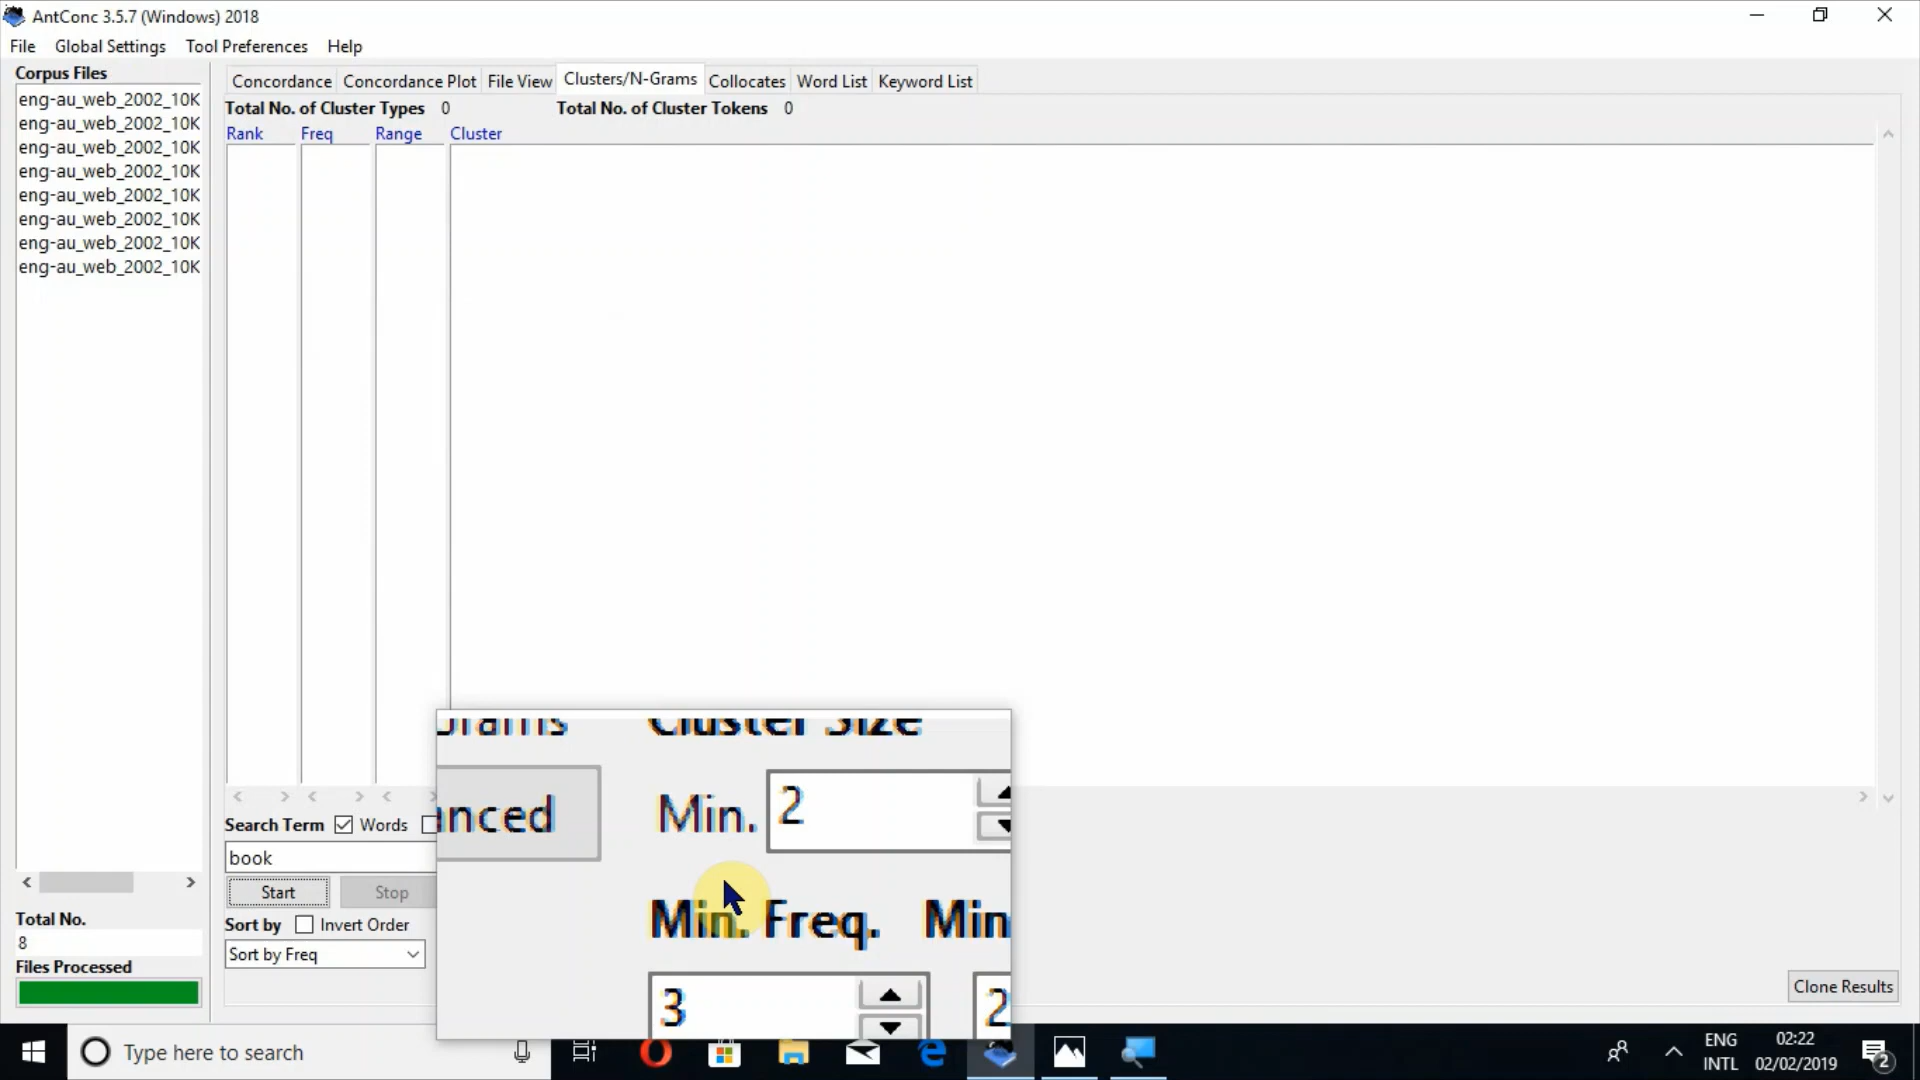 AntConc 3.5.7 (Windows) 2018
File Global Settings Tool Preferences Help
Corpus Files
eng-au_web_2002_10K
eng-au_web_2002_10K
eng-au_web_2002_10K
eng-au_web_2002_10K
eng-au_web_2002_10K
eng-au_web_2002_10K
eng-au_web_2002_10K
eng-au_web_2002_10K
Concordance Concordance Plot File View Clusters/N-Grams Collocates Word List Keyword List
Total No. of Cluster Types 0 Total No. of Cluster Tokens 0
Rank Freq Range Cluster
Cluster Size
anced Min. 2
Min. Freq. Min
3 2
Search Term Words
book
Start Stop
Sort by Invert Order
Sort by Freq
Total No.
8
Files Processed
Clone Results
Type here to search
ENG
INTL
02:22
02/02/2019
2